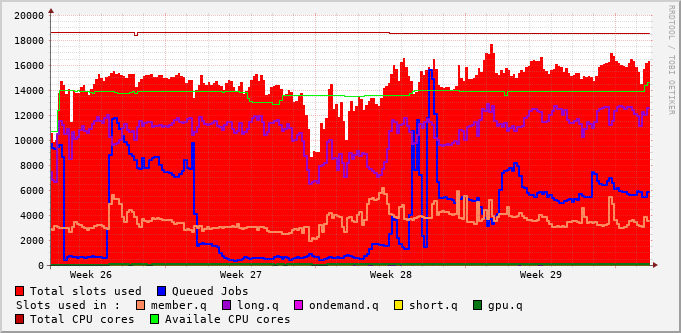 20000
18000
16000
14000
12000
10000
8000
6000
4000
2000
0
Week 26 Week 27 Week 28 Week 29
RRDTOOL / TOBI OETIKER
Total slots used Queued Jobs
Slots used in : member.q long.q ondemand.q short.q gpu.q
Total CPU cores Availale CPU cores